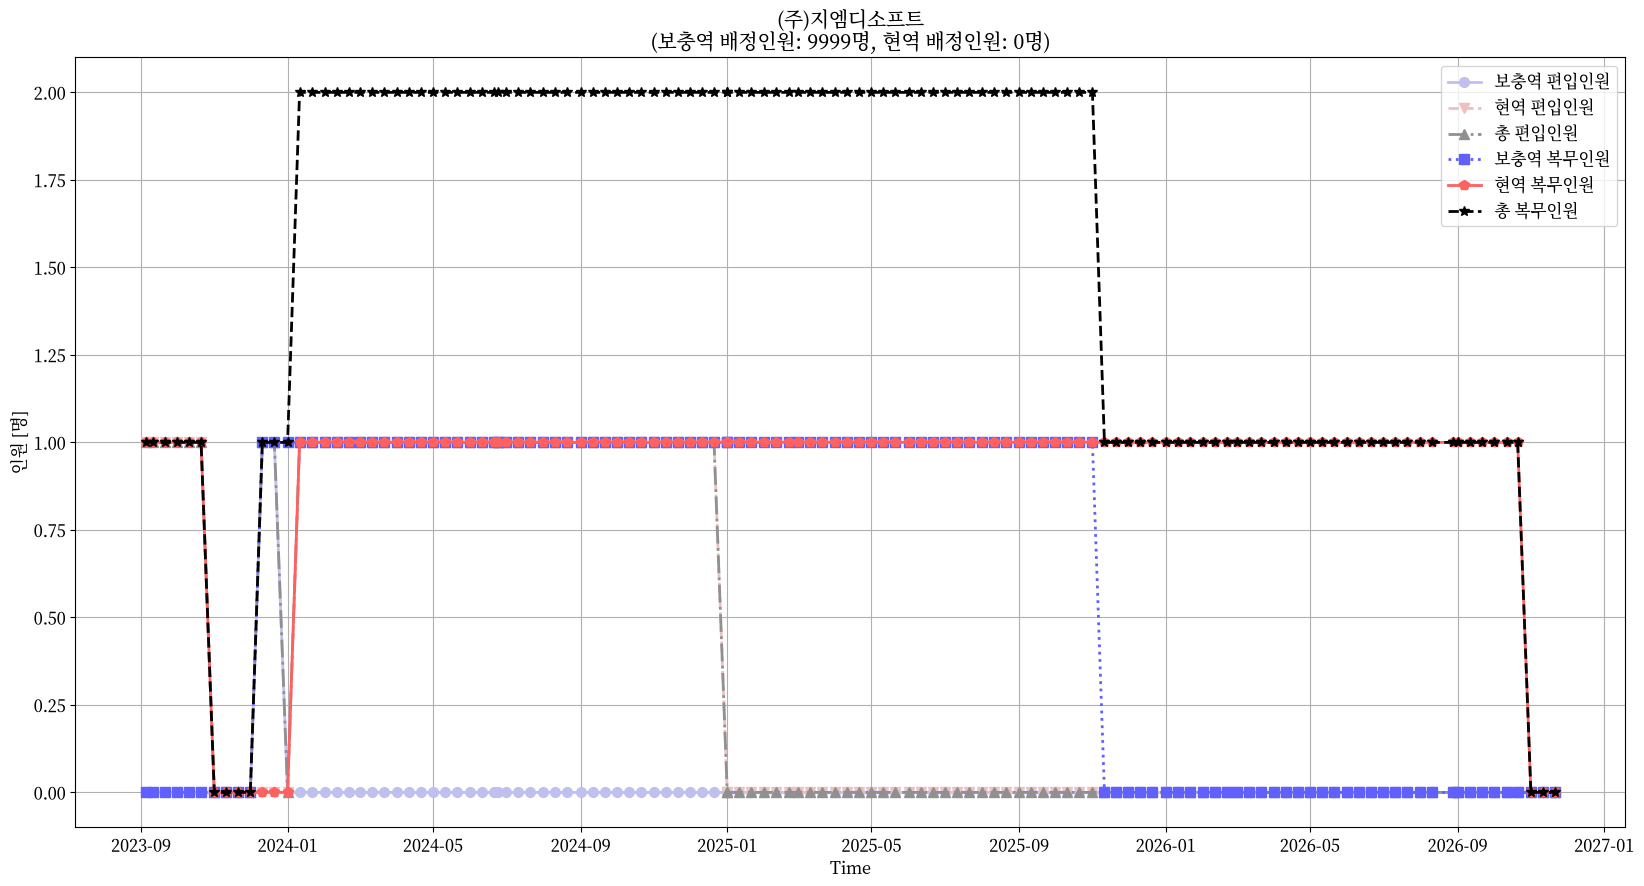 (주)지엠디소프트
(보충역 배정인원: 9999명, 현역 배정인원: 0명)
인원 [명]
2.00
1.75
1.50
1.25
1.00
0.75
0.50
0.25
0.00
보충역 편입인원
현역 편입인원
총 편입인원
보충역 복무인원
현역 복무인원
총 복무인원
2023-09 2024-01 2024-05 2024-09 2025-01 2025-05 2025-09 2026-01 2026-05 2026-09 2027-01
Time